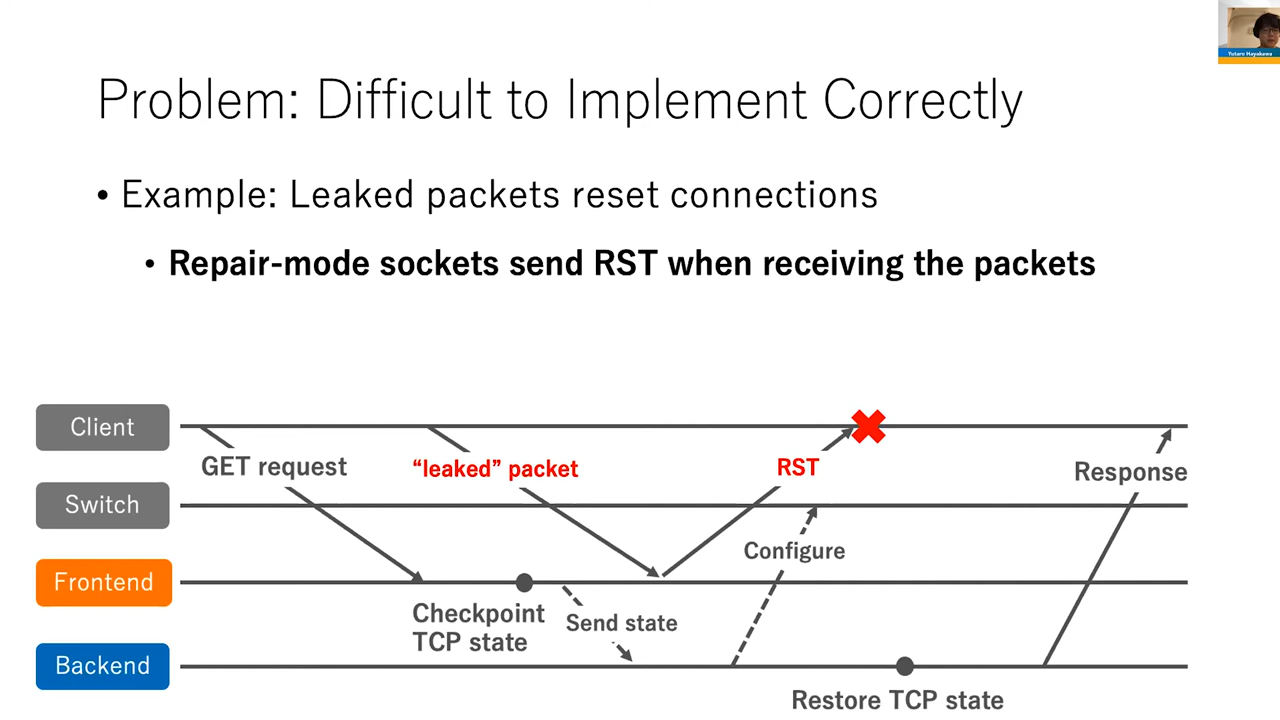 Yutaro Hayakawa
Problem: Difficult to Implement Correctly
• Example: Leaked packets reset connections
• Repair-mode sockets send RST when receiving the packets
Client
GET request
“leaked” packet
RST
Response
Switch
Configure
Frontend
Checkpoint
TCP state
Send state
Backend
Restore TCP state